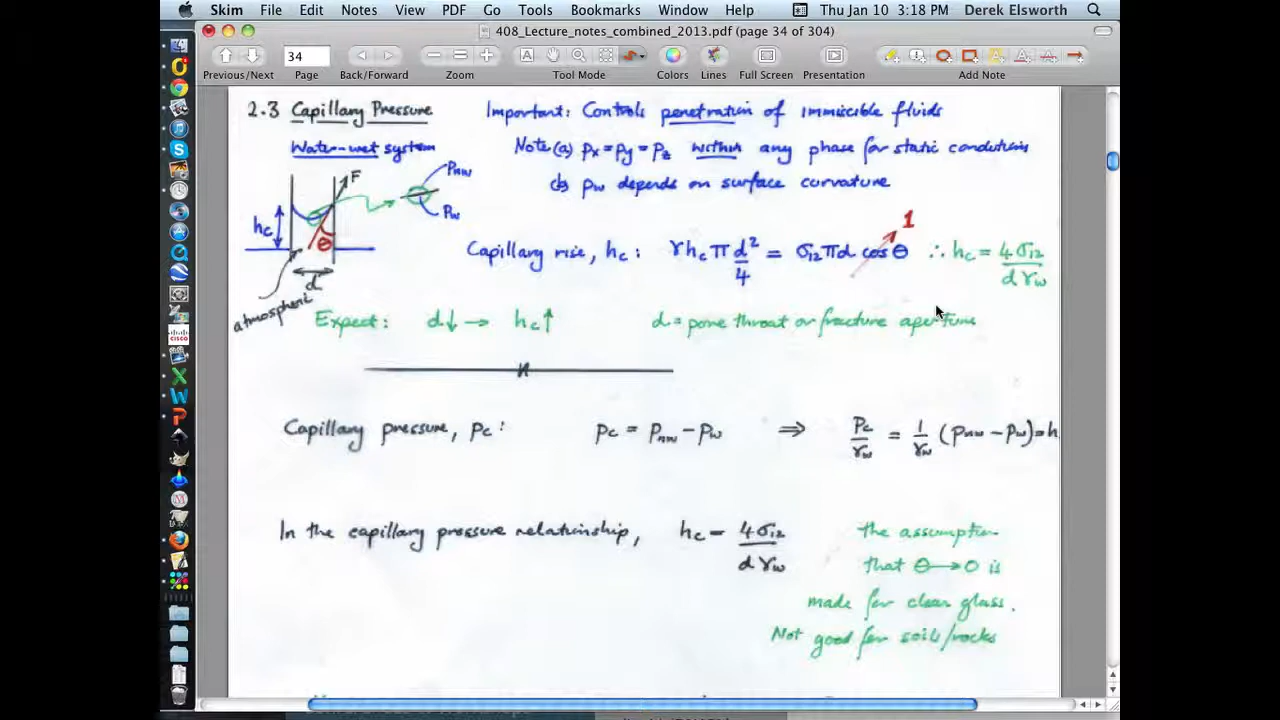 Skim File Edit Notes View PDF Go Tools Bookmarks Window Help Thu Jan 10 3:18 PM Derek Elsworth
408_Lecture_notes_combined_2013.pdf (page 34 of 304)
34
Previous/Next Page Back/Forward Zoom Tool Mode Colors Lines Full Screen Presentation Add Note
2.3 Capillary Pressure Important: Controls penetration of immiscible fluids
Water-wet system Note (a) px = py = pz within any phase for static conditions
(b) pw depends on surface curvature
F Pnw
hc θ Pw
1
Capillary rise, hc: γhc π d²/4 = σ12 πd cos θ ∴ hc = 4σ12/dγw
d
atmospheric
Expect: d↓ → hc↑ d = pore throat or fracture aperture
Capillary pressure, pc: pc = pnw − pw ⇒ pc/γw = 1/γw (pnw − pw) = h
In the capillary pressure relationship, hc = 4σ12/dγw the assumption
that θ → 0 is
made for clean glass.
Not good for soils/rocks